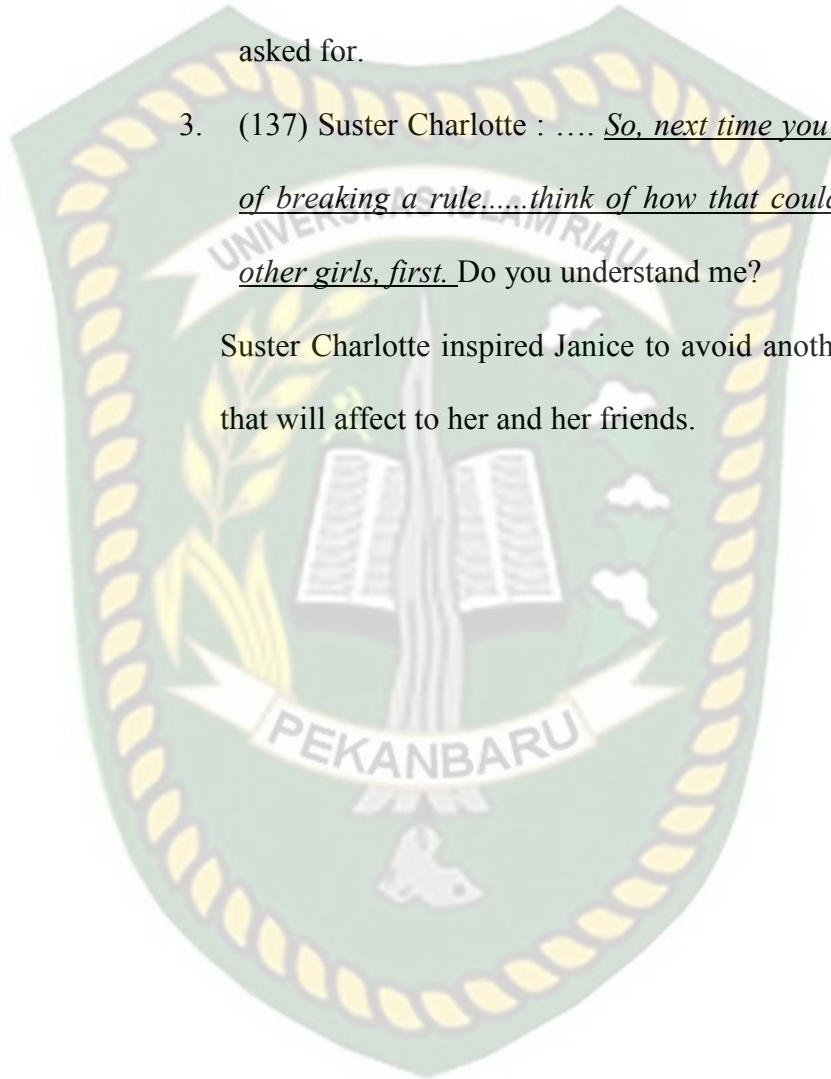 asked for.
3. (137) Suster Charlotte : …. So, next time you
of breaking a rule......think of how that could
other girls, first. Do you understand me?
Suster Charlotte inspired Janice to avoid anoth
that will affect to her and her friends.
UNIVERSITAS ISLAM RIAU
PEKANBARU